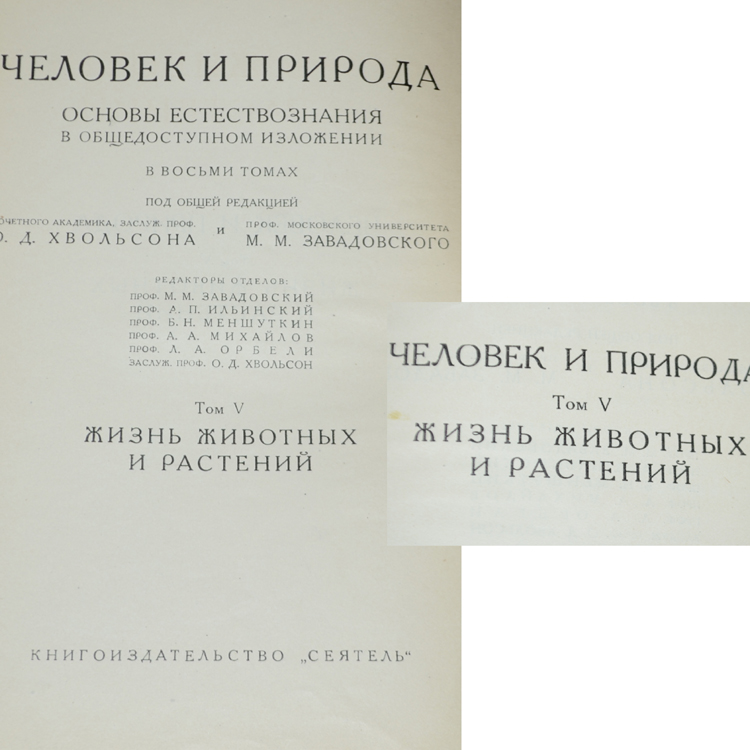 ЧЕЛОВЕК И ПРИРОДА
ОСНОВЫ ЕСТЕСТВОЗНАНИЯ
В ОБЩЕДОСТУПНОМ ИЗЛОЖЕНИИ
В ВОСЬМИ ТОМАХ
ПОД ОБЩЕЙ РЕДАКЦИЕЙ
ОЧЕТНОГО АКАДЕМИКА, ЗАСЛУЖ. ПРОФ.
О. Д. ХВОЛЬСОНА
И
ПРОФ. МОСКОВСКОГО УНИВЕРСИТЕТА
М. М. ЗАВАДОВСКОГО
РЕДАКТОРЫ ОТДЕЛОВ:
ПРОФ. М. М. ЗАВАДОВСКИЙ
ПРОФ. А. П. ИЛЬИНСКИЙ
ПРОФ. Б. Н. МЕНШУТКИН
ПРОФ. А. А. МИХАЙЛОВ
ПРОФ. Л. А. ОРБЕЛИ
ЗАСЛУЖ. ПРОФ. О. Д. ХВОЛЬСОН
Том V
ЖИЗНЬ ЖИВОТНЫХ
И РАСТЕНИЙ
КНИГОИЗДАТЕЛЬСТВО „СЕЯТЕЛЬ“
ЧЕЛОВЕК И ПРИРОДА
Том V
ЖИЗНЬ ЖИВОТНЫХ
И РАСТЕНИЙ